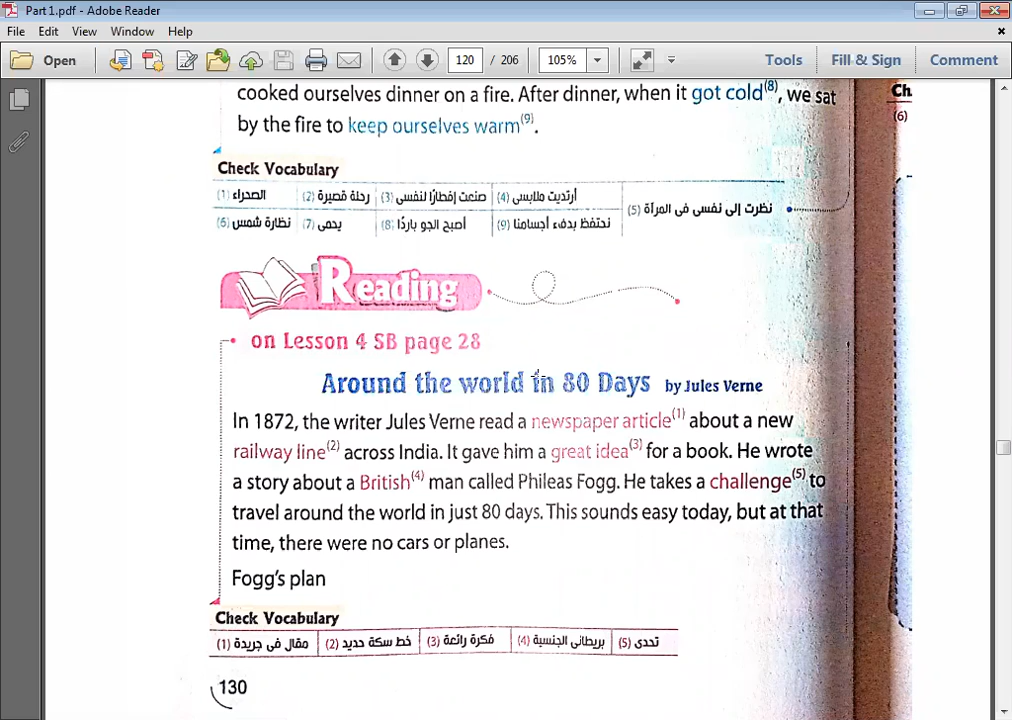 Part 1.pdf - Adobe Reader
File Edit View Window Help
Open 120 / 206 105% Tools Fill & Sign Comment
cooked ourselves dinner on a fire. After dinner, when it got cold(8), we sat
by the fire to keep ourselves warm(9).
Ch
(6)
Check Vocabulary
(1) الصحراء (2) رحلة قصيرة (3) صنعت إفطارًا لنفسى (4) أرتديت ملابسى (5) نظرت إلى نفسى فى المرآة
(6) نظارة شمس (7) يحمى (8) أصبح الجو باردًا (9) نحتفظ بدفء أجسامنا
Reading
• on Lesson 4 SB page 28
Around the world in 80 Days by Jules Verne
In 1872, the writer Jules Verne read a newspaper article(1) about a new
railway line(2) across India. It gave him a great idea(3) for a book. He wrote
a story about a British(4) man called Phileas Fogg. He takes a challenge(5) to
travel around the world in just 80 days. This sounds easy today, but at that
time, there were no cars or planes.
Fogg's plan
Check Vocabulary
(1) مقال فى جريدة (2) خط سكة حديد (3) فكرة رائعة (4) بريطانى الجنسية (5) تحدى
130